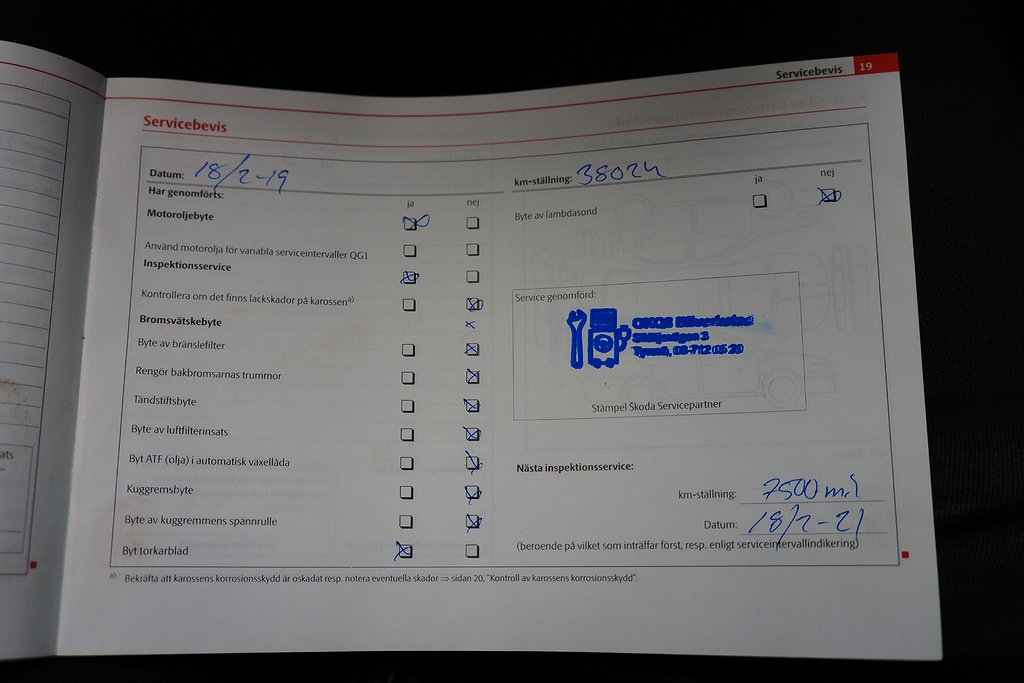 Servicebevis 19
Servicebevis
Datum: 18/2-19
km-ställning:
Har genomförts:
ja nej
ja nej
Motoroljebyte
Byte av lambdasond
Använd motorolja för variabla serviceintervaller QG1
Inspektionsservice
Kontrollera om det finns lackskador på karossen a)
Service genomförd:
Bromsvätskebyte
Byte av bränslefilter
Rengör bakbromsarnas trummor
Tändstiftsbyte
Stämpel Škoda Servicepartner
Byte av luftfilterinsats
Byt ATF (olja) i automatisk växellåda
Nästa inspektionsservice:
Kuggremsbyte
km-ställning: 7500 mil
Byte av kuggremmens spännrulle
Datum: 18/2-21
Byt torkarblad
(beroende på vilket som inträffar först, resp. enligt serviceintervallindikering)
a) Bekräfta att karossens korrosionsskydd är oskadat resp. notera eventuella skador ⇒ sidan 20, "Kontroll av karossens korrosionsskydd".